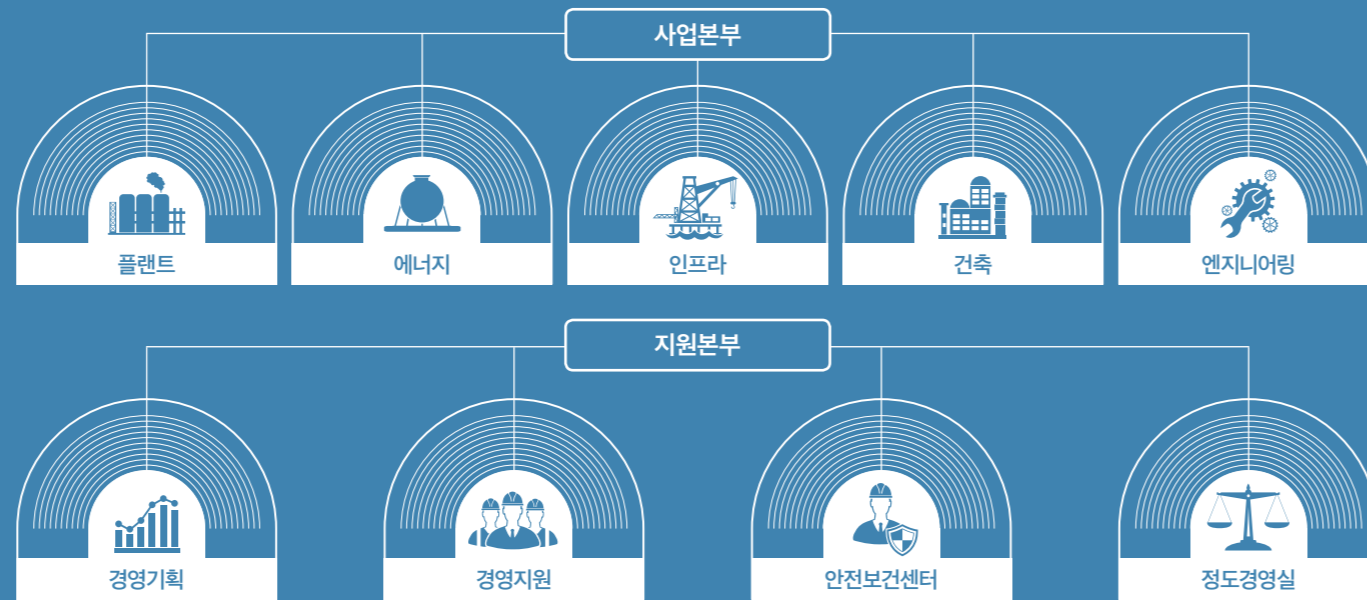 사업본부
플랜트
에너지
인프라
건축
엔지니어링
지원본부
경영기획
경영지원
안전보건센터
정도경영실